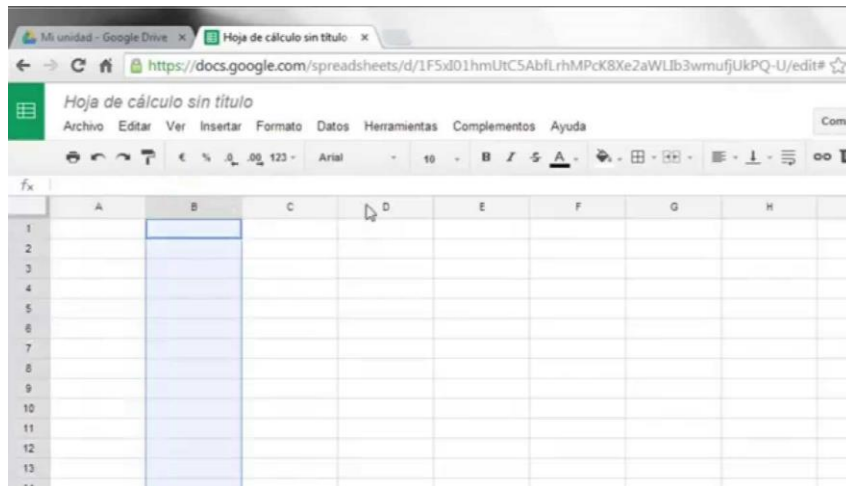 Mi unidad - Google Drive × Hoja de cálculo sin título ×
https://docs.google.com/spreadsheets/d/1F5xI01hmUtC5AbfLrhMPcK8Xe2aWLIb3wmufjUkPQ-U/edit#
Hoja de cálculo sin título
Archivo Editar Ver Insertar Formato Datos Herramientas Complementos Ayuda
Com
€ % .0 .00 123 Arial 10 B I S A
fx
A B C D E F G H
1
2
3
4
5
6
7
8
9
10
11
12
13